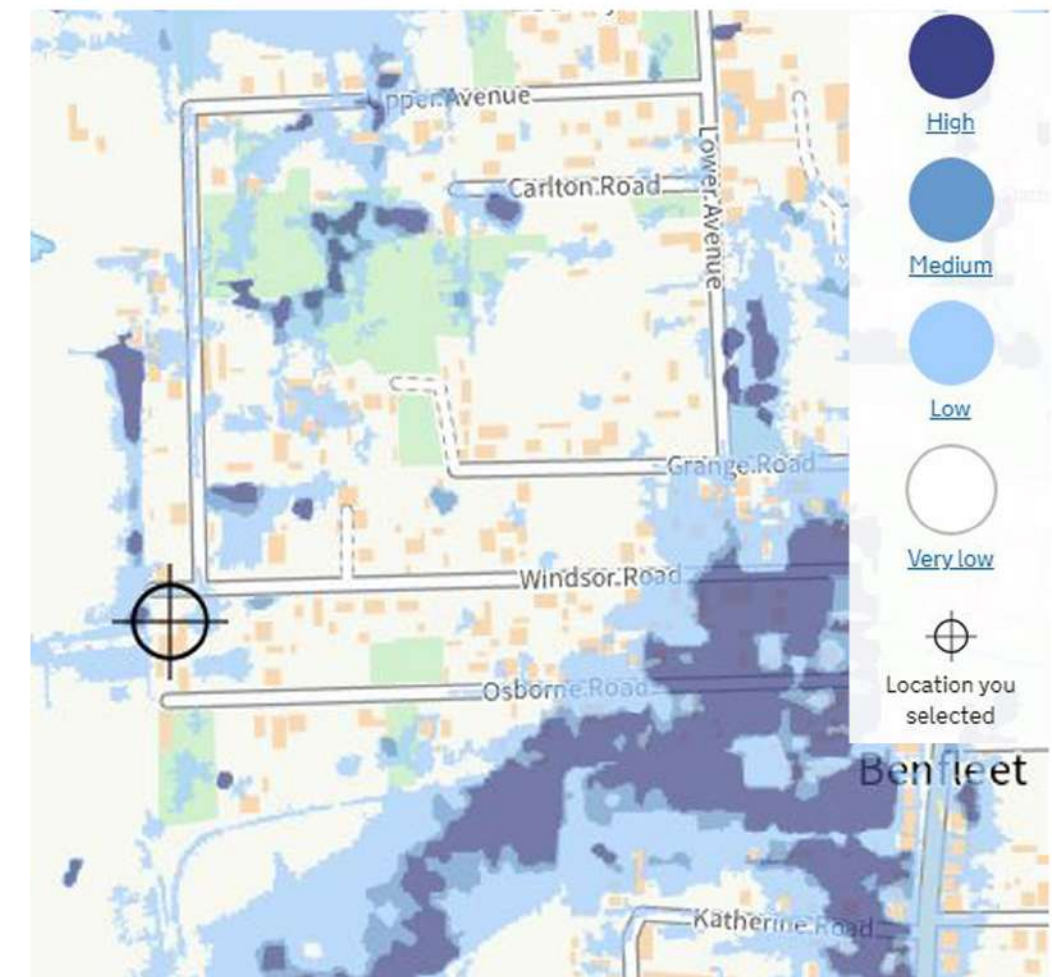 Upper Avenue
Carlton Road
Lower Avenue
Grange Road
Windsor Road
Osborne Road
Benfleet
Katherine Road
High
Medium
Low
Very low
Location you
selected